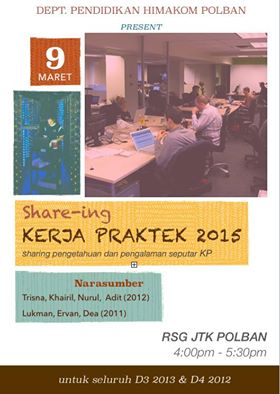 DEPT. PENDIDIKAN HIMAKOM POLBAN
PRESENT
9
MARET
Share-ing
KERJA PRAKTEK 2015
sharing pengetahuan dan pengalaman seputar KP
Narasumber
Trisna, Khairil, Nurul, Adit (2012)
Lukman, Ervan, Dea (2011)
RSG JTK POLBAN
4:00pm - 5:30pm
untuk seluruh D3 2013 & D4 2012